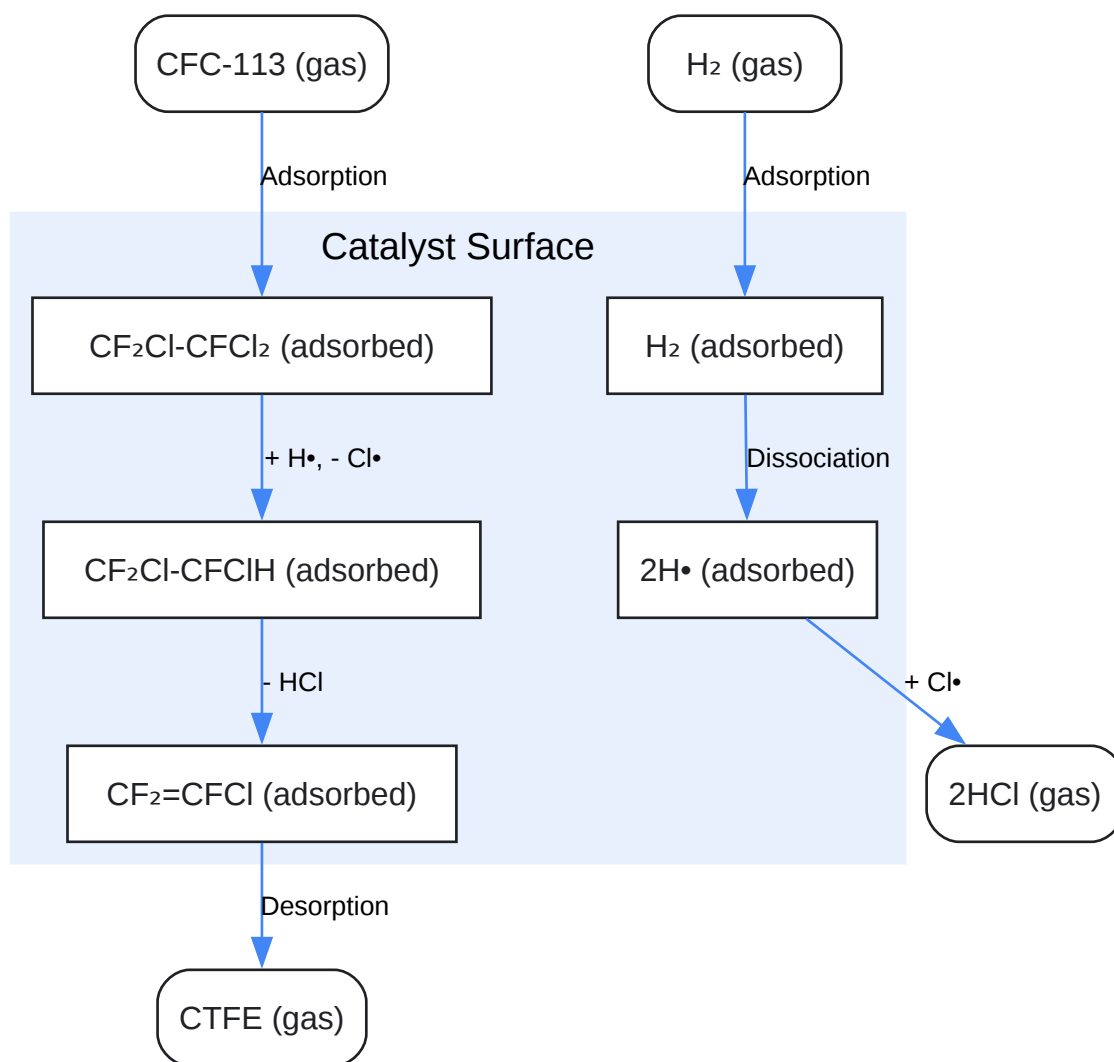 CFC-113 (gas)
H₂ (gas)
Adsorption
Adsorption
Catalyst Surface
CF₂Cl-CFCl₂ (adsorbed)
H₂ (adsorbed)
+ H•, - Cl•
Dissociation
CF₂Cl-CFClH (adsorbed)
2H• (adsorbed)
- HCl
+ Cl•
CF₂=CFCl (adsorbed)
2HCl (gas)
Desorption
CTFE (gas)